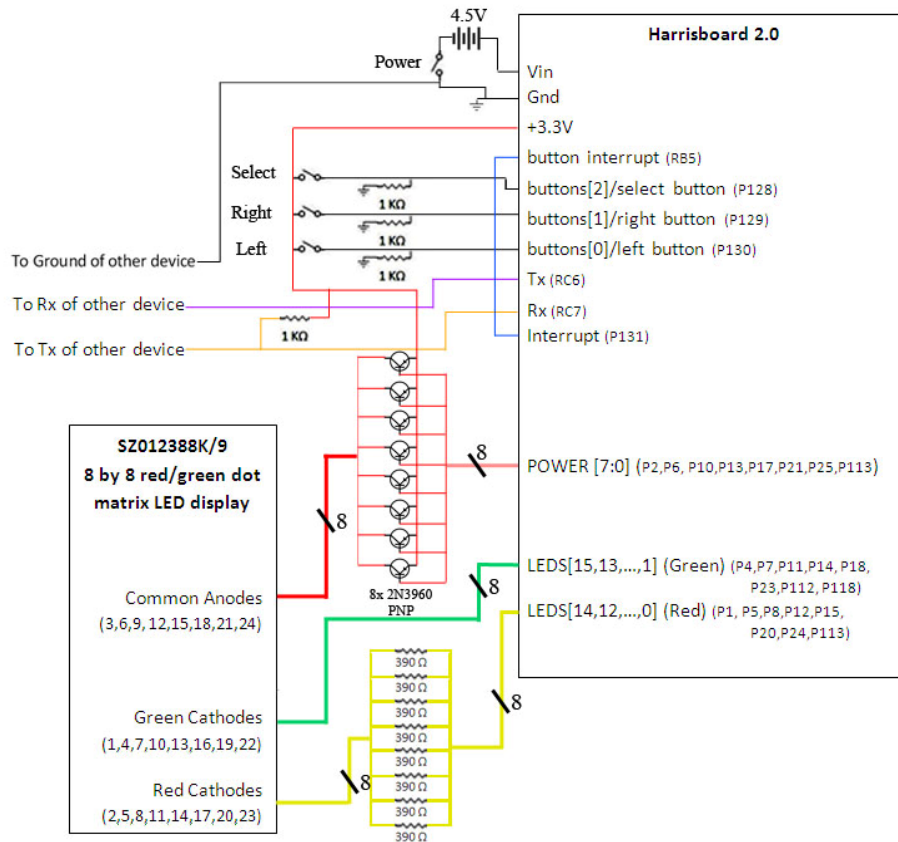 4.5V
Harrisboard 2.0
Power
Vin
Gnd
+3.3V
button interrupt (RB5)
Select
buttons[2]/select button (P128)
1 KΩ
Right
buttons[1]/right button (P129)
1 KΩ
Left
buttons[0]/left button (P130)
To Ground of other device
1 KΩ
Tx (RC6)
To Rx of other device
Rx (RC7)
1 KΩ
Interrupt (P131)
To Tx of other device
SZ012388K/9
8 by 8 red/green dot
matrix LED display
8
POWER [7:0] (P2,P6, P10,P13,P17,P21,P25,P113)
8
LEDS[15,13,...,1] (Green) (P4,P7,P11,P14, P18,
P23,P112, P118)
8
8x 2N3960
PNP
Common Anodes
(3,6,9,12,15,18,21,24)
LEDS[14,12,...,0] (Red) (P1, P5,P8,P12,P15,
P20,P24,P113)
390 Ω
390 Ω
390 Ω
390 Ω
390 Ω
390 Ω
390 Ω
390 Ω
8
Green Cathodes
(1,4,7,10,13,16,19,22)
8
Red Cathodes
(2,5,8,11,14,17,20,23)